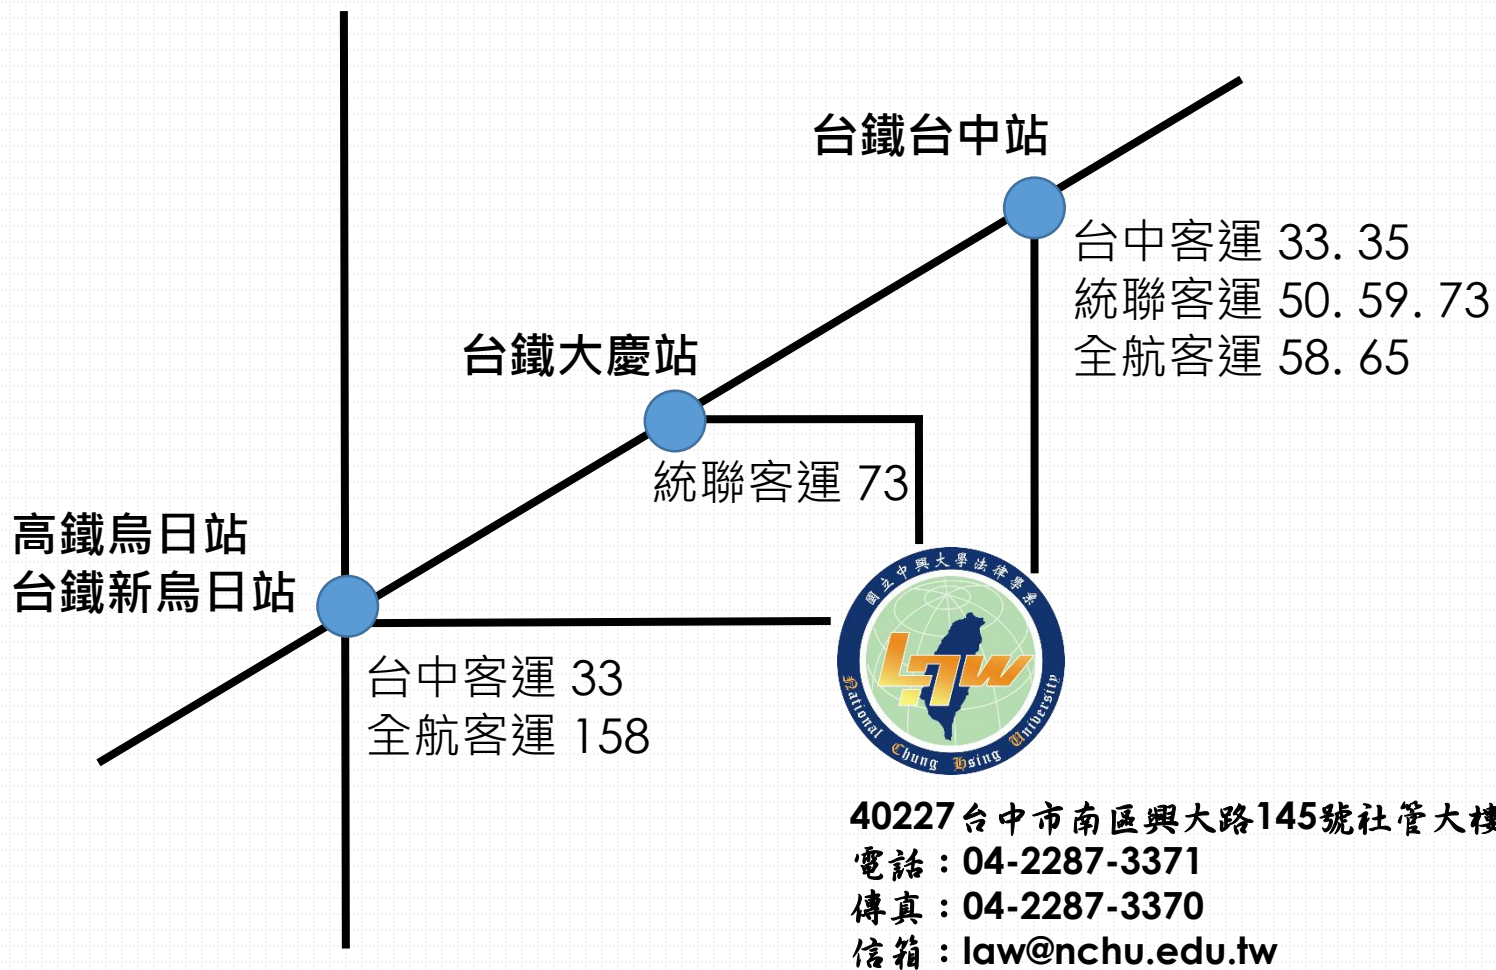 台鐵台中站
台中客運 33. 35
統聯客運 50. 59. 73
全航客運 58. 65
台鐵大慶站
統聯客運 73
高鐵烏日站
台鐵新烏日站
台中客運 33
全航客運 158
國立中興大學法律學系
Law
National Chung Hsing University
40227台中市南區興大路145號社管大樓
電話：04-2287-3371
傳真：04-2287-3370
信箱：law@nchu.edu.tw